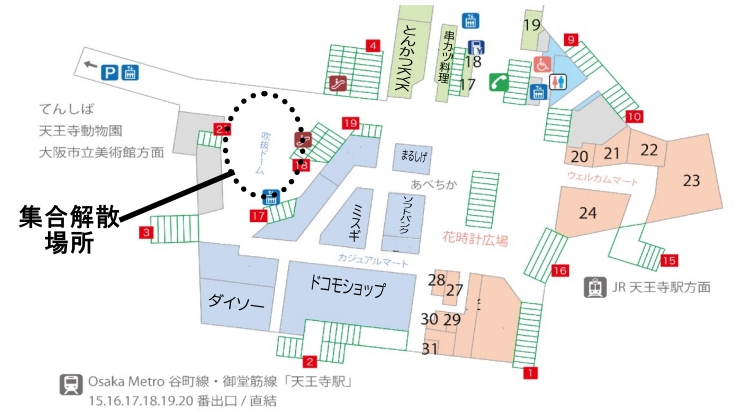 とんかつKYK
串カツ料理
19
9
4
18
17
P
てんしば
天王寺動物園
大阪市立美術館方面
2
吹抜ドーム
19
18
まるしげ
10
20
21
22
23
ウェルカムマート
24
あべちか
集合解散
場所
17
3
ミスギ
ソフトバンク
花時計広場
カジュアルマート
16
15
JR 天王寺駅方面
ダイソー
ドコモショップ
28
27
30
29
31
2
1
Osaka Metro 谷町線・御堂筋線「天王寺駅」
15.16.17.18.19.20 番出口 / 直結